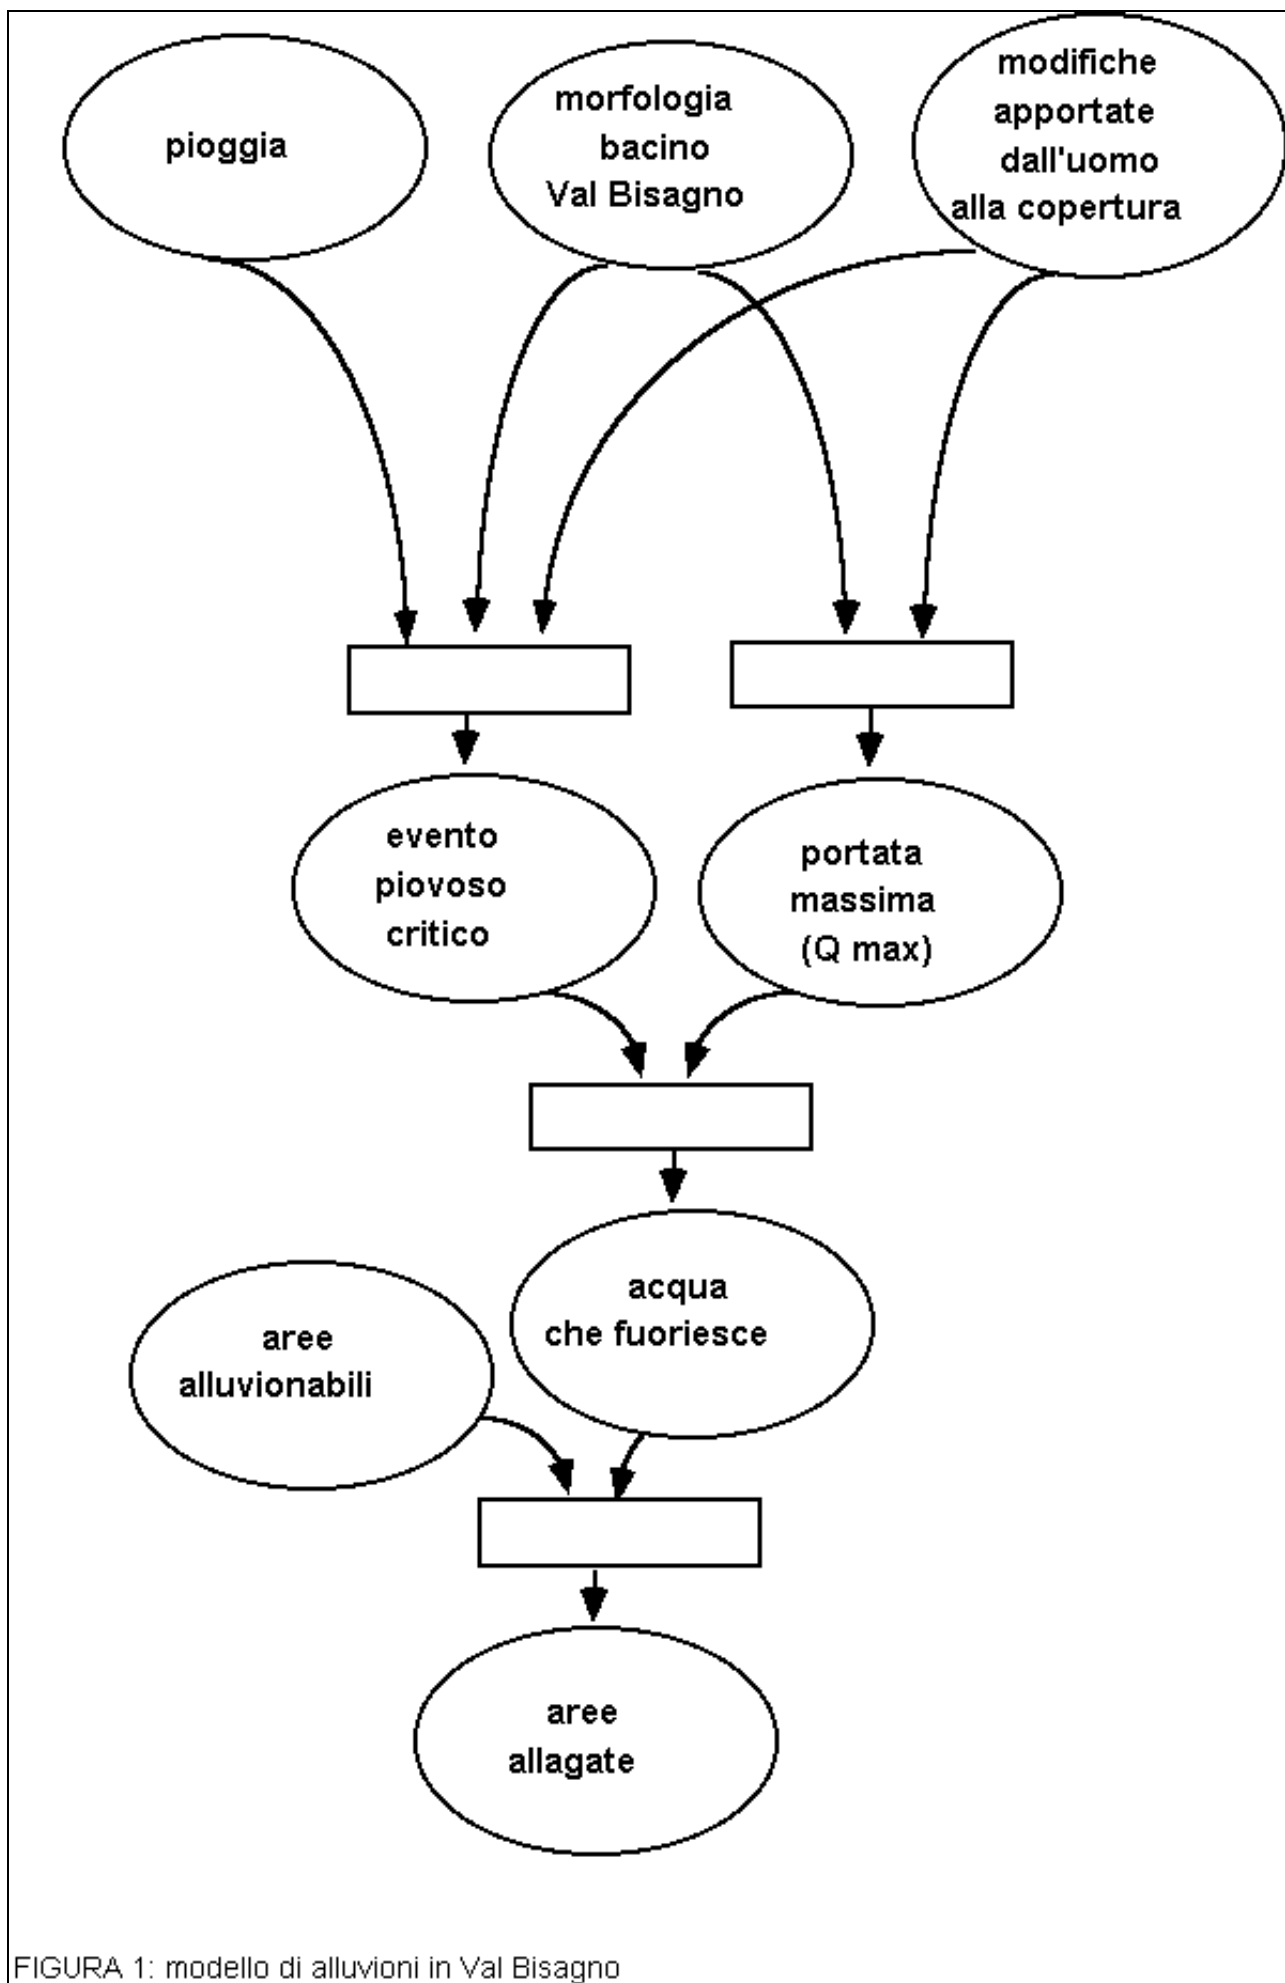 pioggia
morfologia
bacino
Val Bisagno
modifiche
apportate
dall'uomo
alla copertura
evento
piovoso
critico
portata
massima
(Q max)
acqua
che fuoriesce
aree
alluvionabili
aree
allagate
FIGURA 1: modello di alluvioni in Val Bisagno